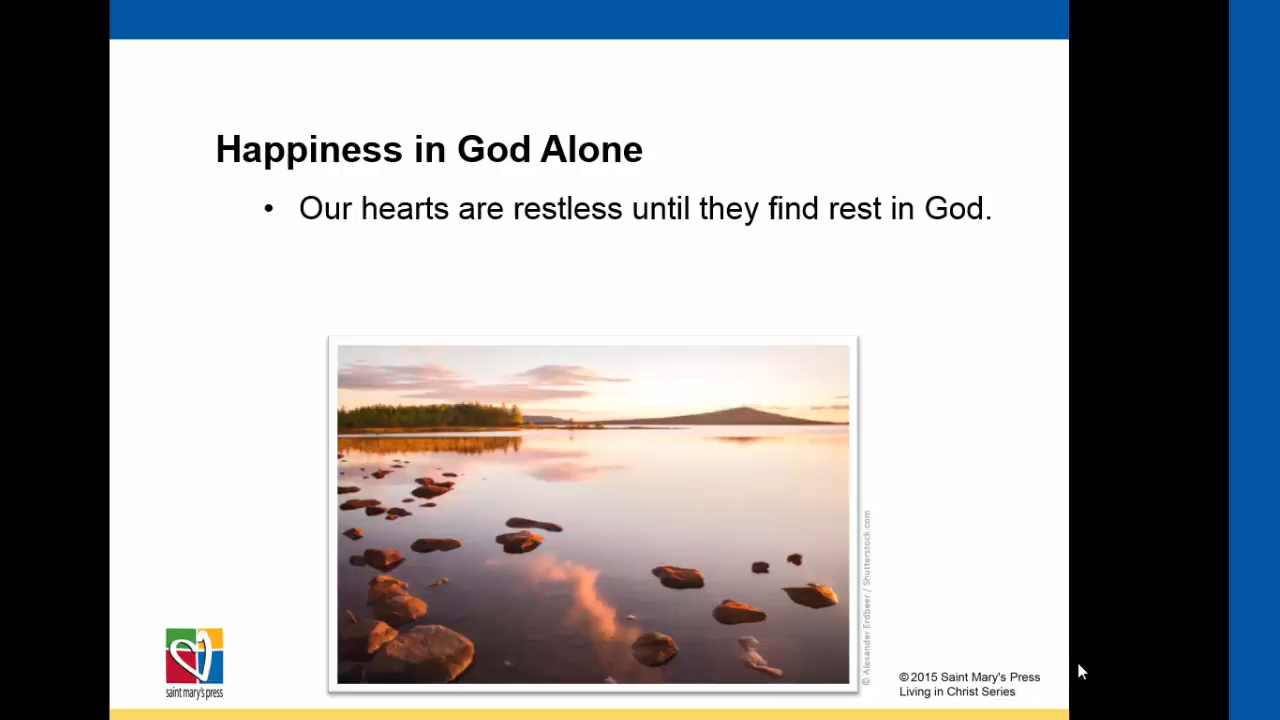 Happiness in God Alone
• Our hearts are restless until they find rest in God.
© Alexander Erdbeer / Shutterstock.com
saint mary's press
© 2015 Saint Mary's Press
Living in Christ Series